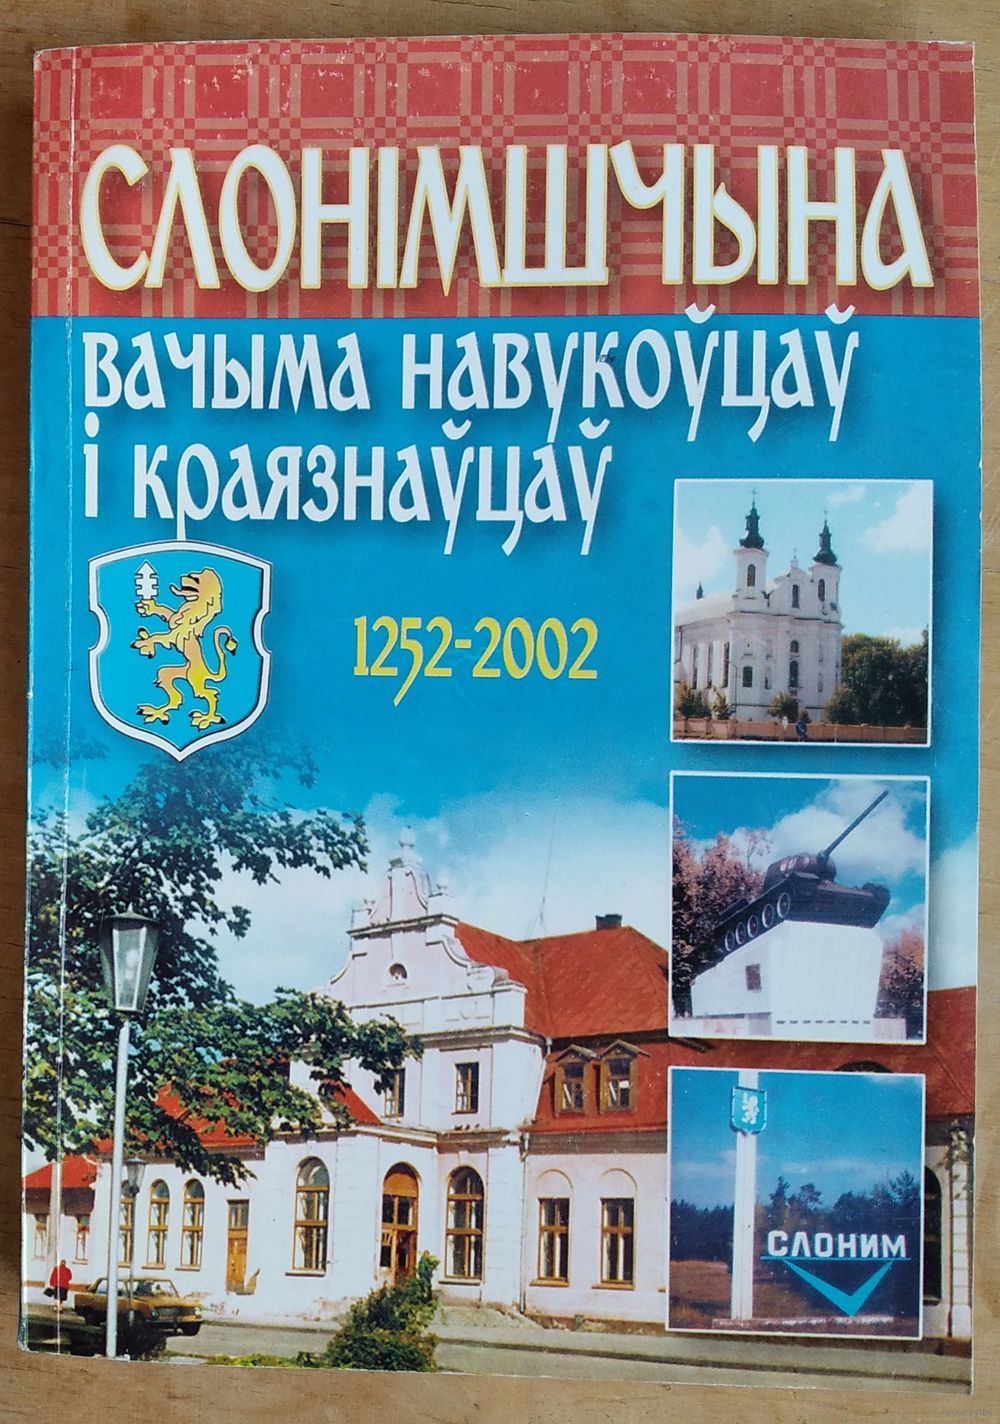 СЛОНІМШЧЫНА
ВАЧЫМА НАВУКОЎЦАЎ
І КРАЯЗНАЎЦАЎ
1252-2002
СЛОНИМ